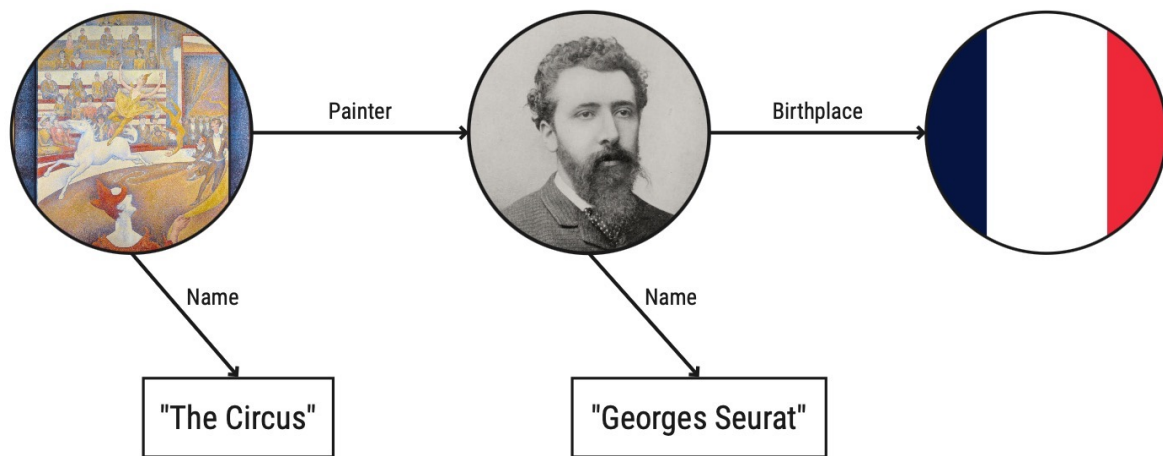 Painter
Birthplace
Name
Name
"The Circus"
"Georges Seurat"